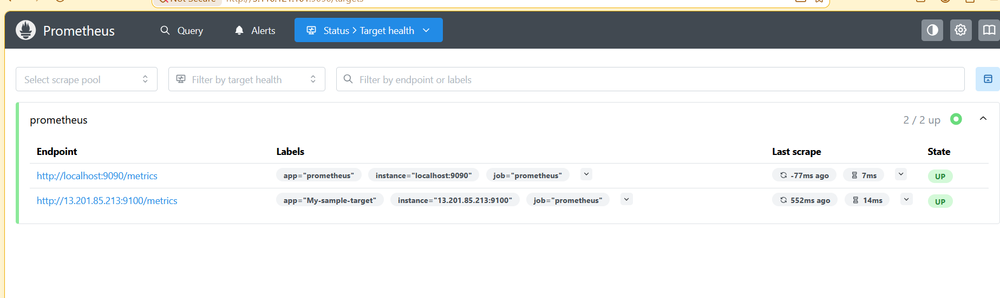 Not Secure
Prometheus Query Alerts Status > Target health
Select scrape pool Filter by target health Filter by endpoint or labels
prometheus 2 / 2 up
Endpoint Labels Last scrape State
http://localhost:9090/metrics app="prometheus" instance="localhost:9090" job="prometheus" -77ms ago 7ms UP
http://13.201.85.213:9100/metrics app="My-sample-target" instance="13.201.85.213:9100" job="prometheus" 552ms ago 14ms UP